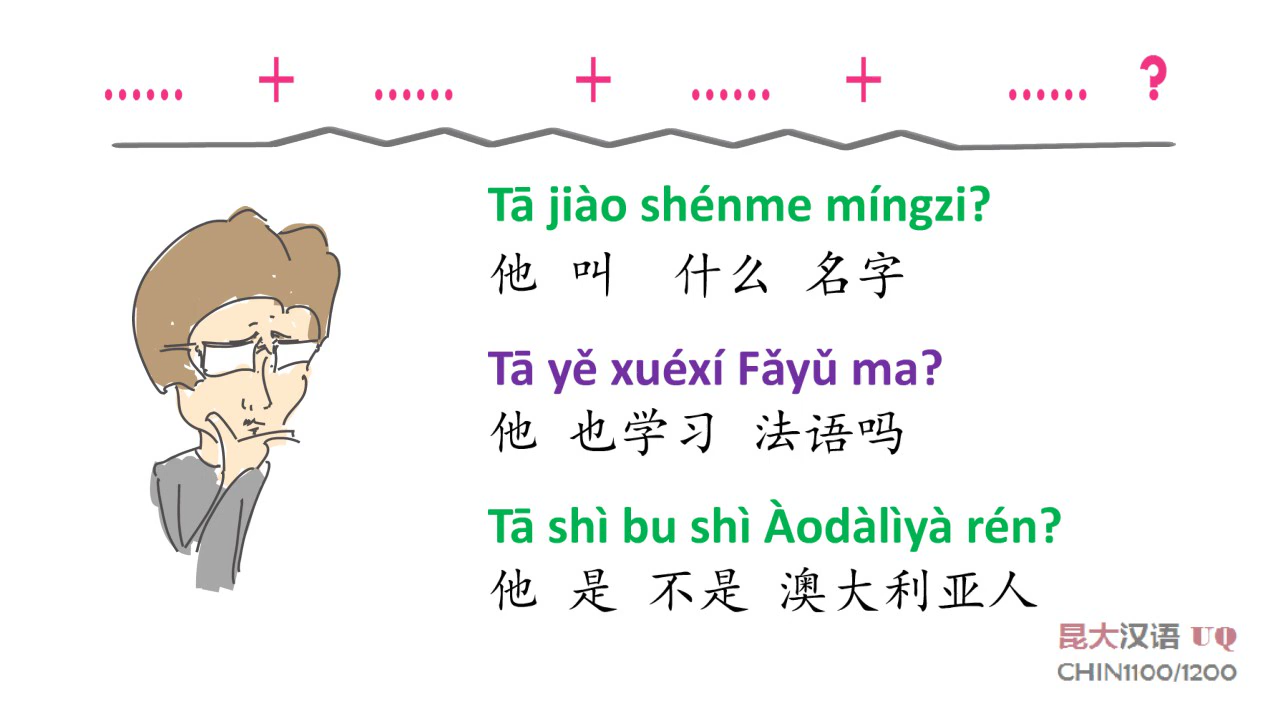 ...... + ...... + ...... + ...... ?
Tā jiào shénme míngzi?
他 叫 什么 名字
Tā yě xuéxí Fǎyǔ ma?
他 也学习 法语吗
Tā shì bu shì Àodàlìyà rén?
他 是 不是 澳大利亚人
昆大汉语 UQ
CHIN1100/1200